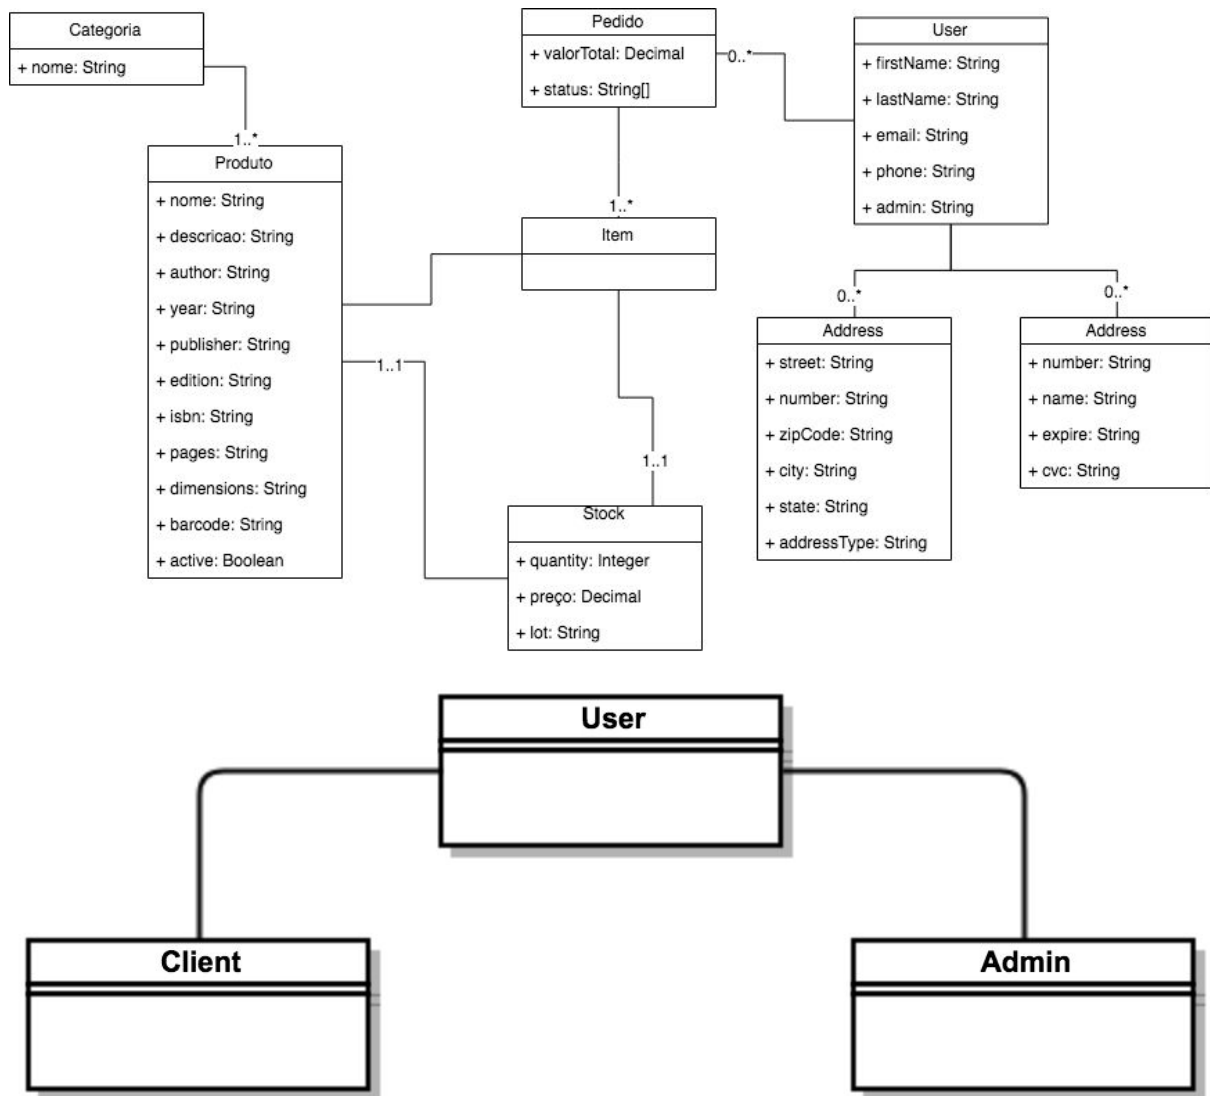 Categoria
+ nome: String
1..*
Produto
+ nome: String
+ descricao: String
+ author: String
+ year: String
+ publisher: String
+ edition: String
+ isbn: String
+ pages: String
+ dimensions: String
+ barcode: String
+ active: Boolean
1..1
Pedido
+ valorTotal: Decimal
+ status: String[]
0..*
1..*
Item
1..1
Stock
+ quantity: Integer
+ preço: Decimal
+ lot: String
User
+ firstName: String
+ lastName: String
+ email: String
+ phone: String
+ admin: String
0..*
0..*
Address
+ street: String
+ number: String
+ zipCode: String
+ city: String
+ state: String
+ addressType: String
Address
+ number: String
+ name: String
+ expire: String
+ cvc: String
User
Client
Admin